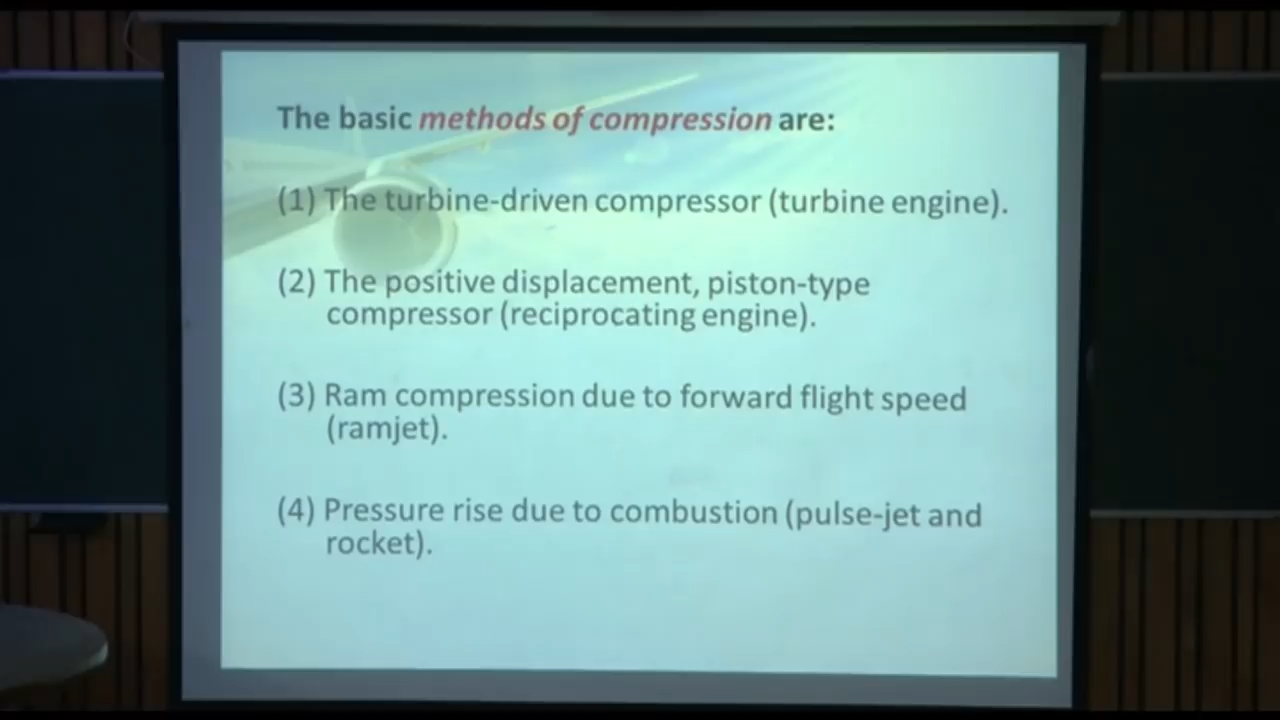 The basic methods of compression are:
(1) The turbine-driven compressor (turbine engine).
(2) The positive displacement, piston-type
compressor (reciprocating engine).
(3) Ram compression due to forward flight speed
(ramjet).
(4) Pressure rise due to combustion (pulse-jet and
rocket).